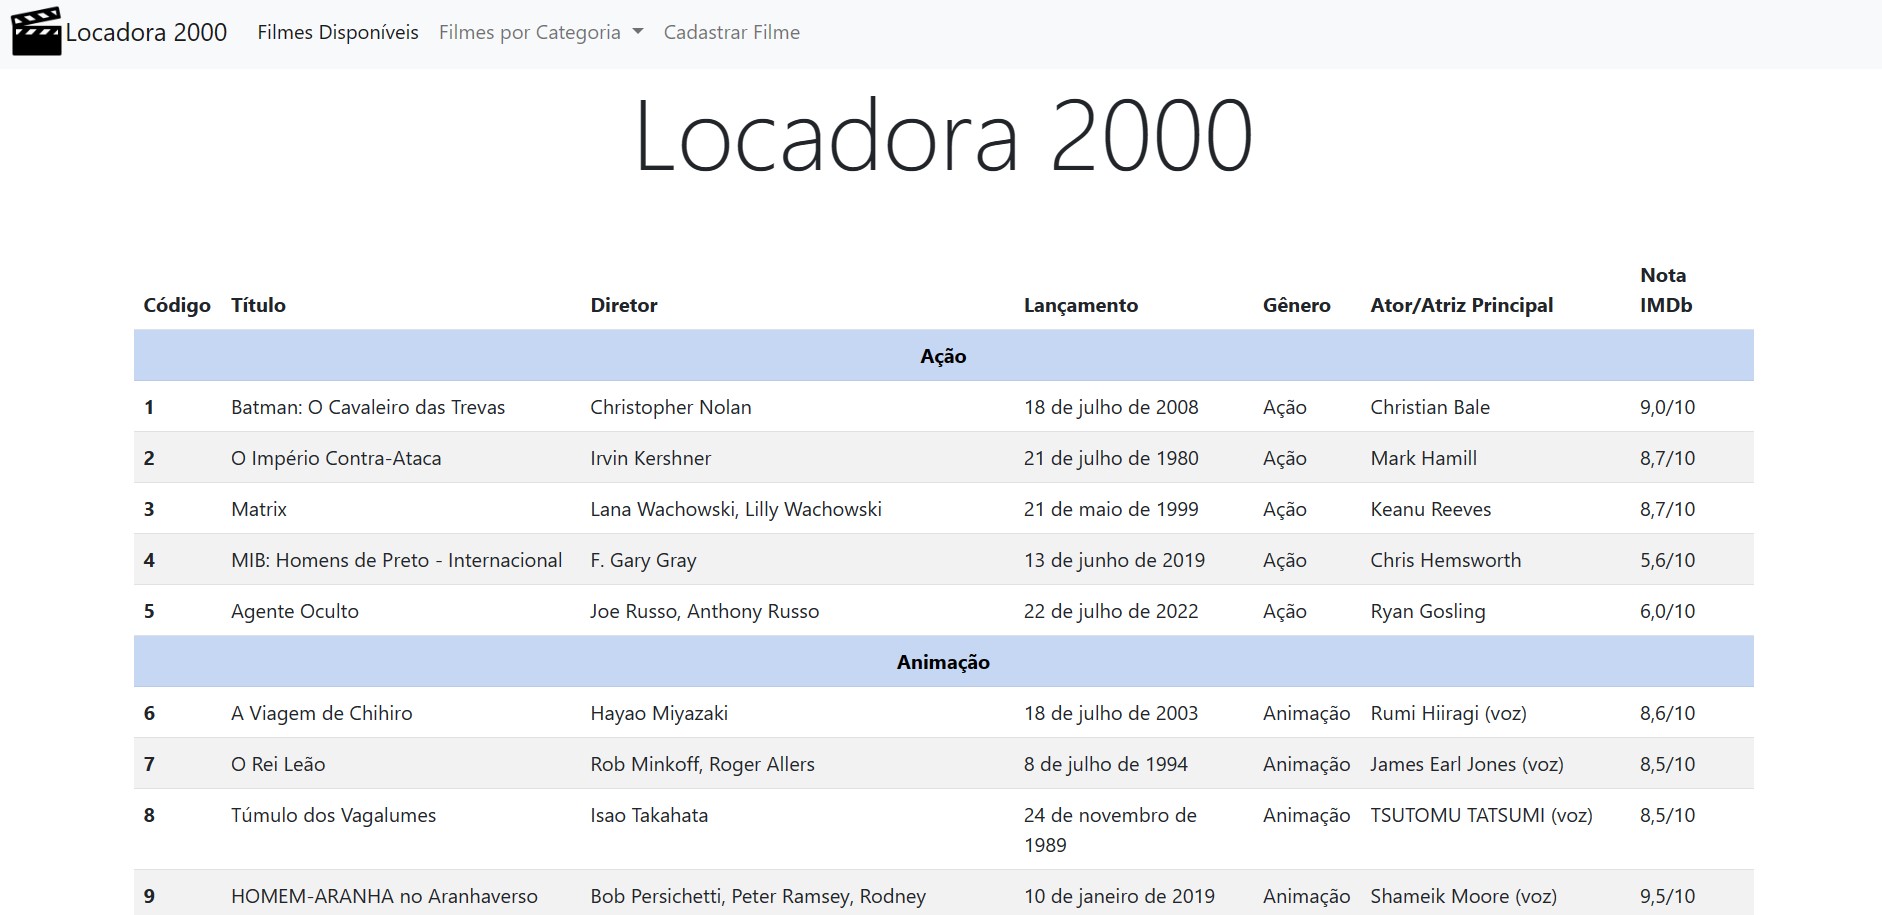 Locadora 2000 Filmes Disponíveis Filmes por Categoria Cadastrar Filme
Locadora 2000
Código Título Diretor Lançamento Gênero Ator/Atriz Principal Nota IMDb
Ação
1 Batman: O Cavaleiro das Trevas Christopher Nolan 18 de julho de 2008 Ação Christian Bale 9,0/10
2 O Império Contra-Ataca Irvin Kershner 21 de julho de 1980 Ação Mark Hamill 8,7/10
3 Matrix Lana Wachowski, Lilly Wachowski 21 de maio de 1999 Ação Keanu Reeves 8,7/10
4 MIB: Homens de Preto - Internacional F. Gary Gray 13 de junho de 2019 Ação Chris Hemsworth 5,6/10
5 Agente Oculto Joe Russo, Anthony Russo 22 de julho de 2022 Ação Ryan Gosling 6,0/10
Animação
6 A Viagem de Chihiro Hayao Miyazaki 18 de julho de 2003 Animação Rumi Hiiragi (voz) 8,6/10
7 O Rei Leão Rob Minkoff, Roger Allers 8 de julho de 1994 Animação James Earl Jones (voz) 8,5/10
8 Túmulo dos Vagalumes Isao Takahata 24 de novembro de 1989 Animação TSUTOMU TATSUMI (voz) 8,5/10
9 HOMEM-ARANHA no Aranhaverso Bob Persichetti, Peter Ramsey, Rodney 10 de janeiro de 2019 Animação Shameik Moore (voz) 9,5/10